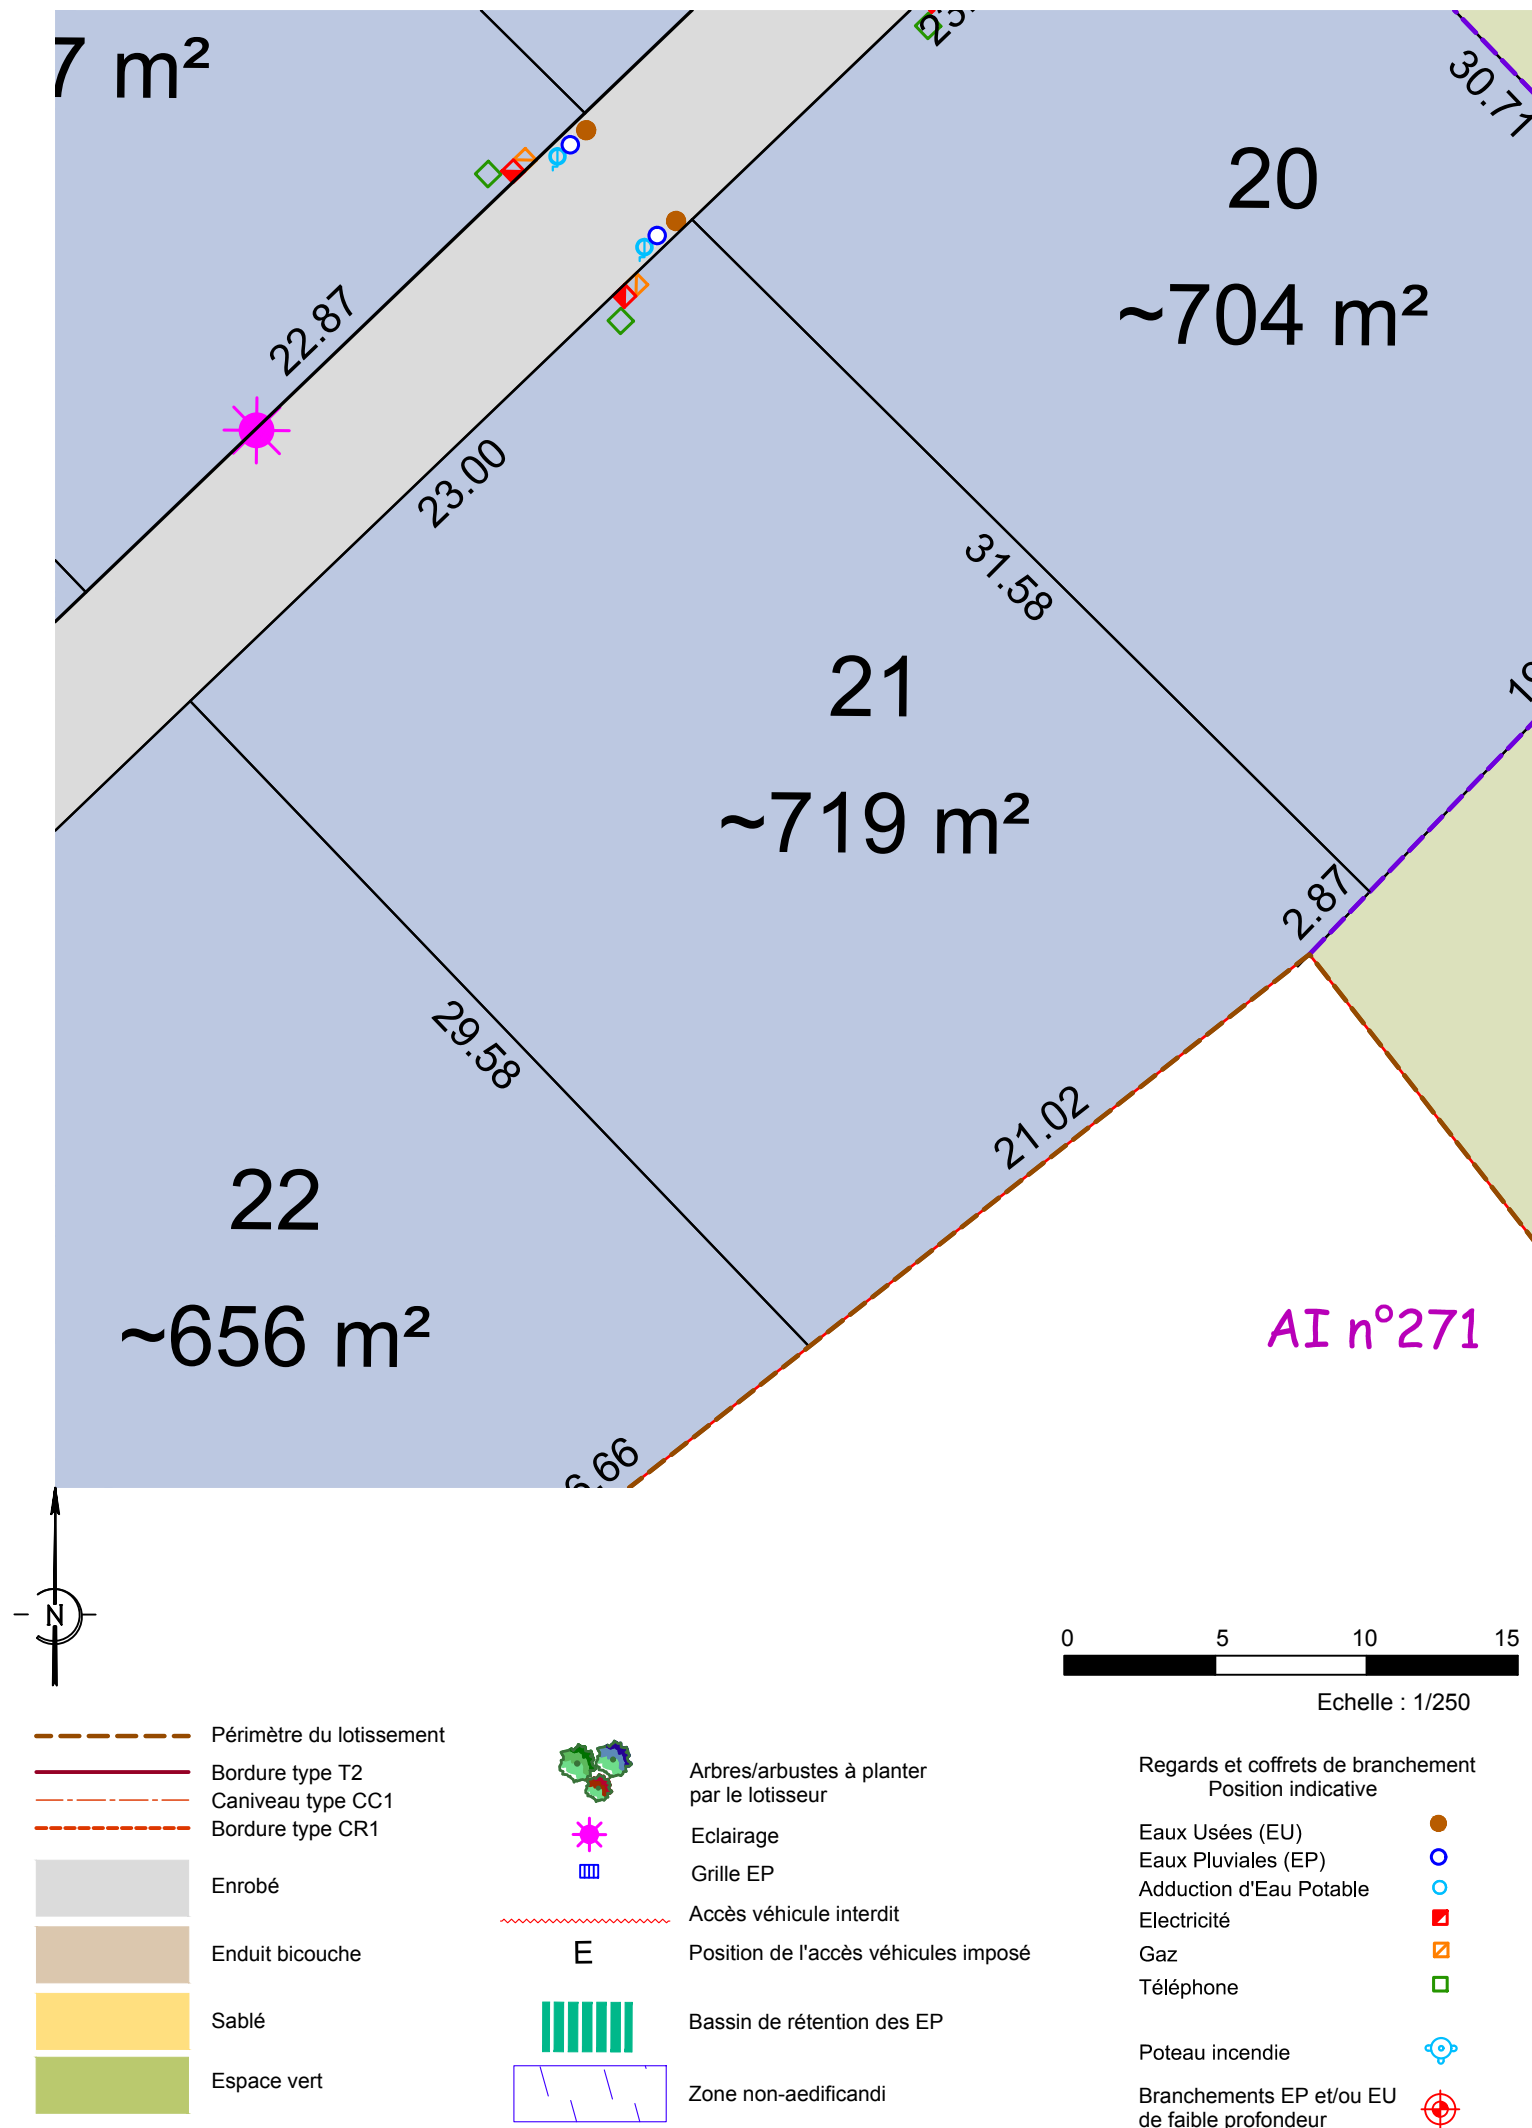 7 m²
30.71
20
~704 m²
22.87
23.00
31.58
21
~719 m²
2.87
29.58
21.02
22
~656 m²
AI n°271
6.66
N
0 5 10 15
Echelle : 1/250
Périmètre du lotissement
Bordure type T2
Caniveau type CC1
Bordure type CR1
Enrobé
Enduit bicouche
Sablé
Espace vert
Arbres/arbustes à planter
par le lotisseur
Eclairage
Grille EP
Accès véhicule interdit
E Position de l'accès véhicules imposé
Bassin de rétention des EP
Zone non-aedificandi
Regards et coffrets de branchement
Position indicative
Eaux Usées (EU)
Eaux Pluviales (EP)
Adduction d'Eau Potable
Electricité
Gaz
Téléphone
Poteau incendie
Branchements EP et/ou EU
de faible profondeur